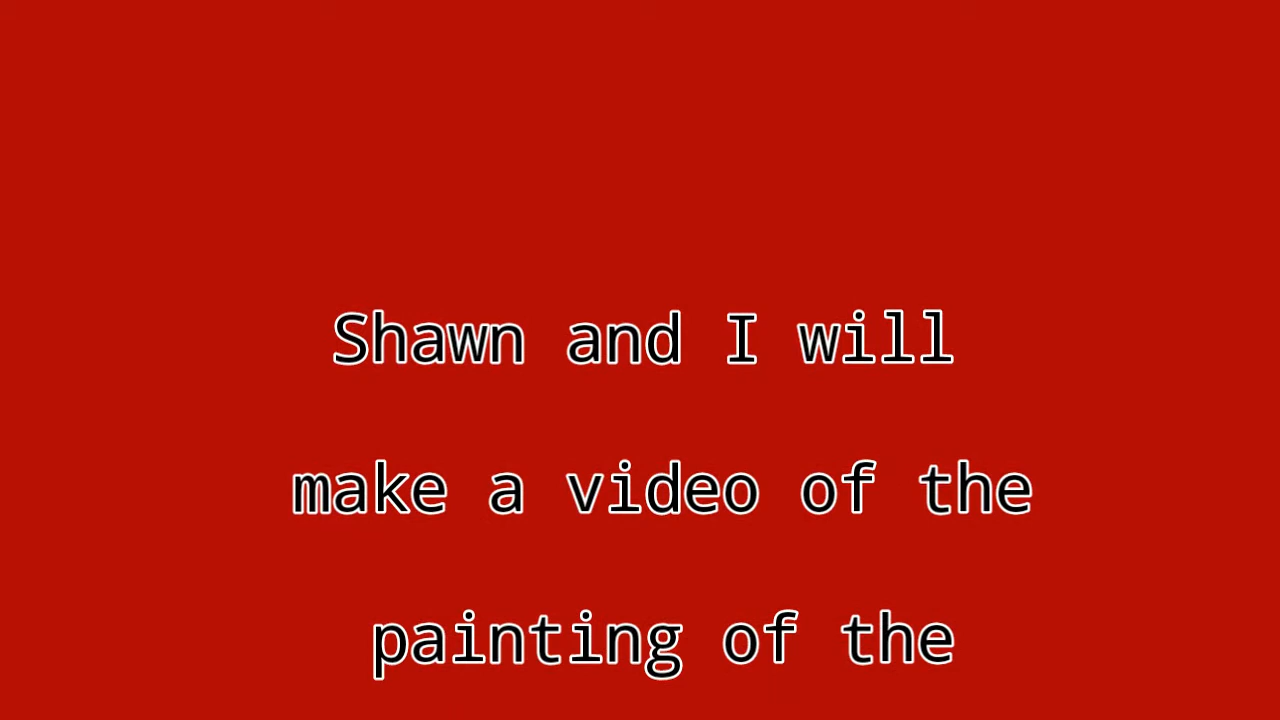 Shawn and I will
make a video of the
painting of the